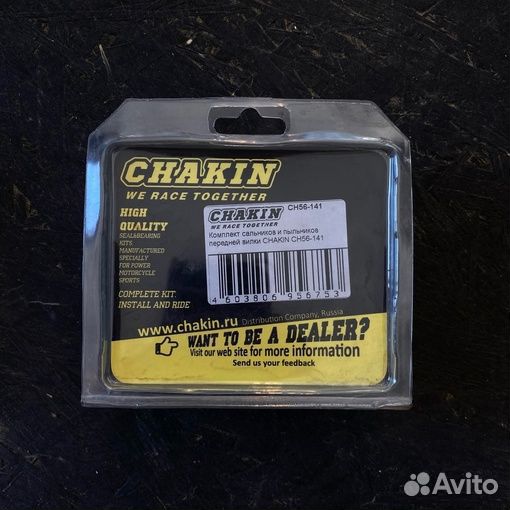 CHAKIN
WE RACE TOGETHER
HIGH
QUALITY
SEAL&BEARING
KITS,
MANUFACTURED
SPECIALLY
FOR POWER
MOTORCYCLE
SPORTS
COMPLETE KIT.
INSTALL AND RIDE
CHAKIN CH56-141
WE RACE TOGETHER
Комплект сальников и пыльников
передней вилки CHAKIN CH56-141
4 603806 956753
www.chakin.ru Distribution Company, Russia
WANT TO BE A DEALER?
Visit our web site for more information
Send us your feedback
Avito